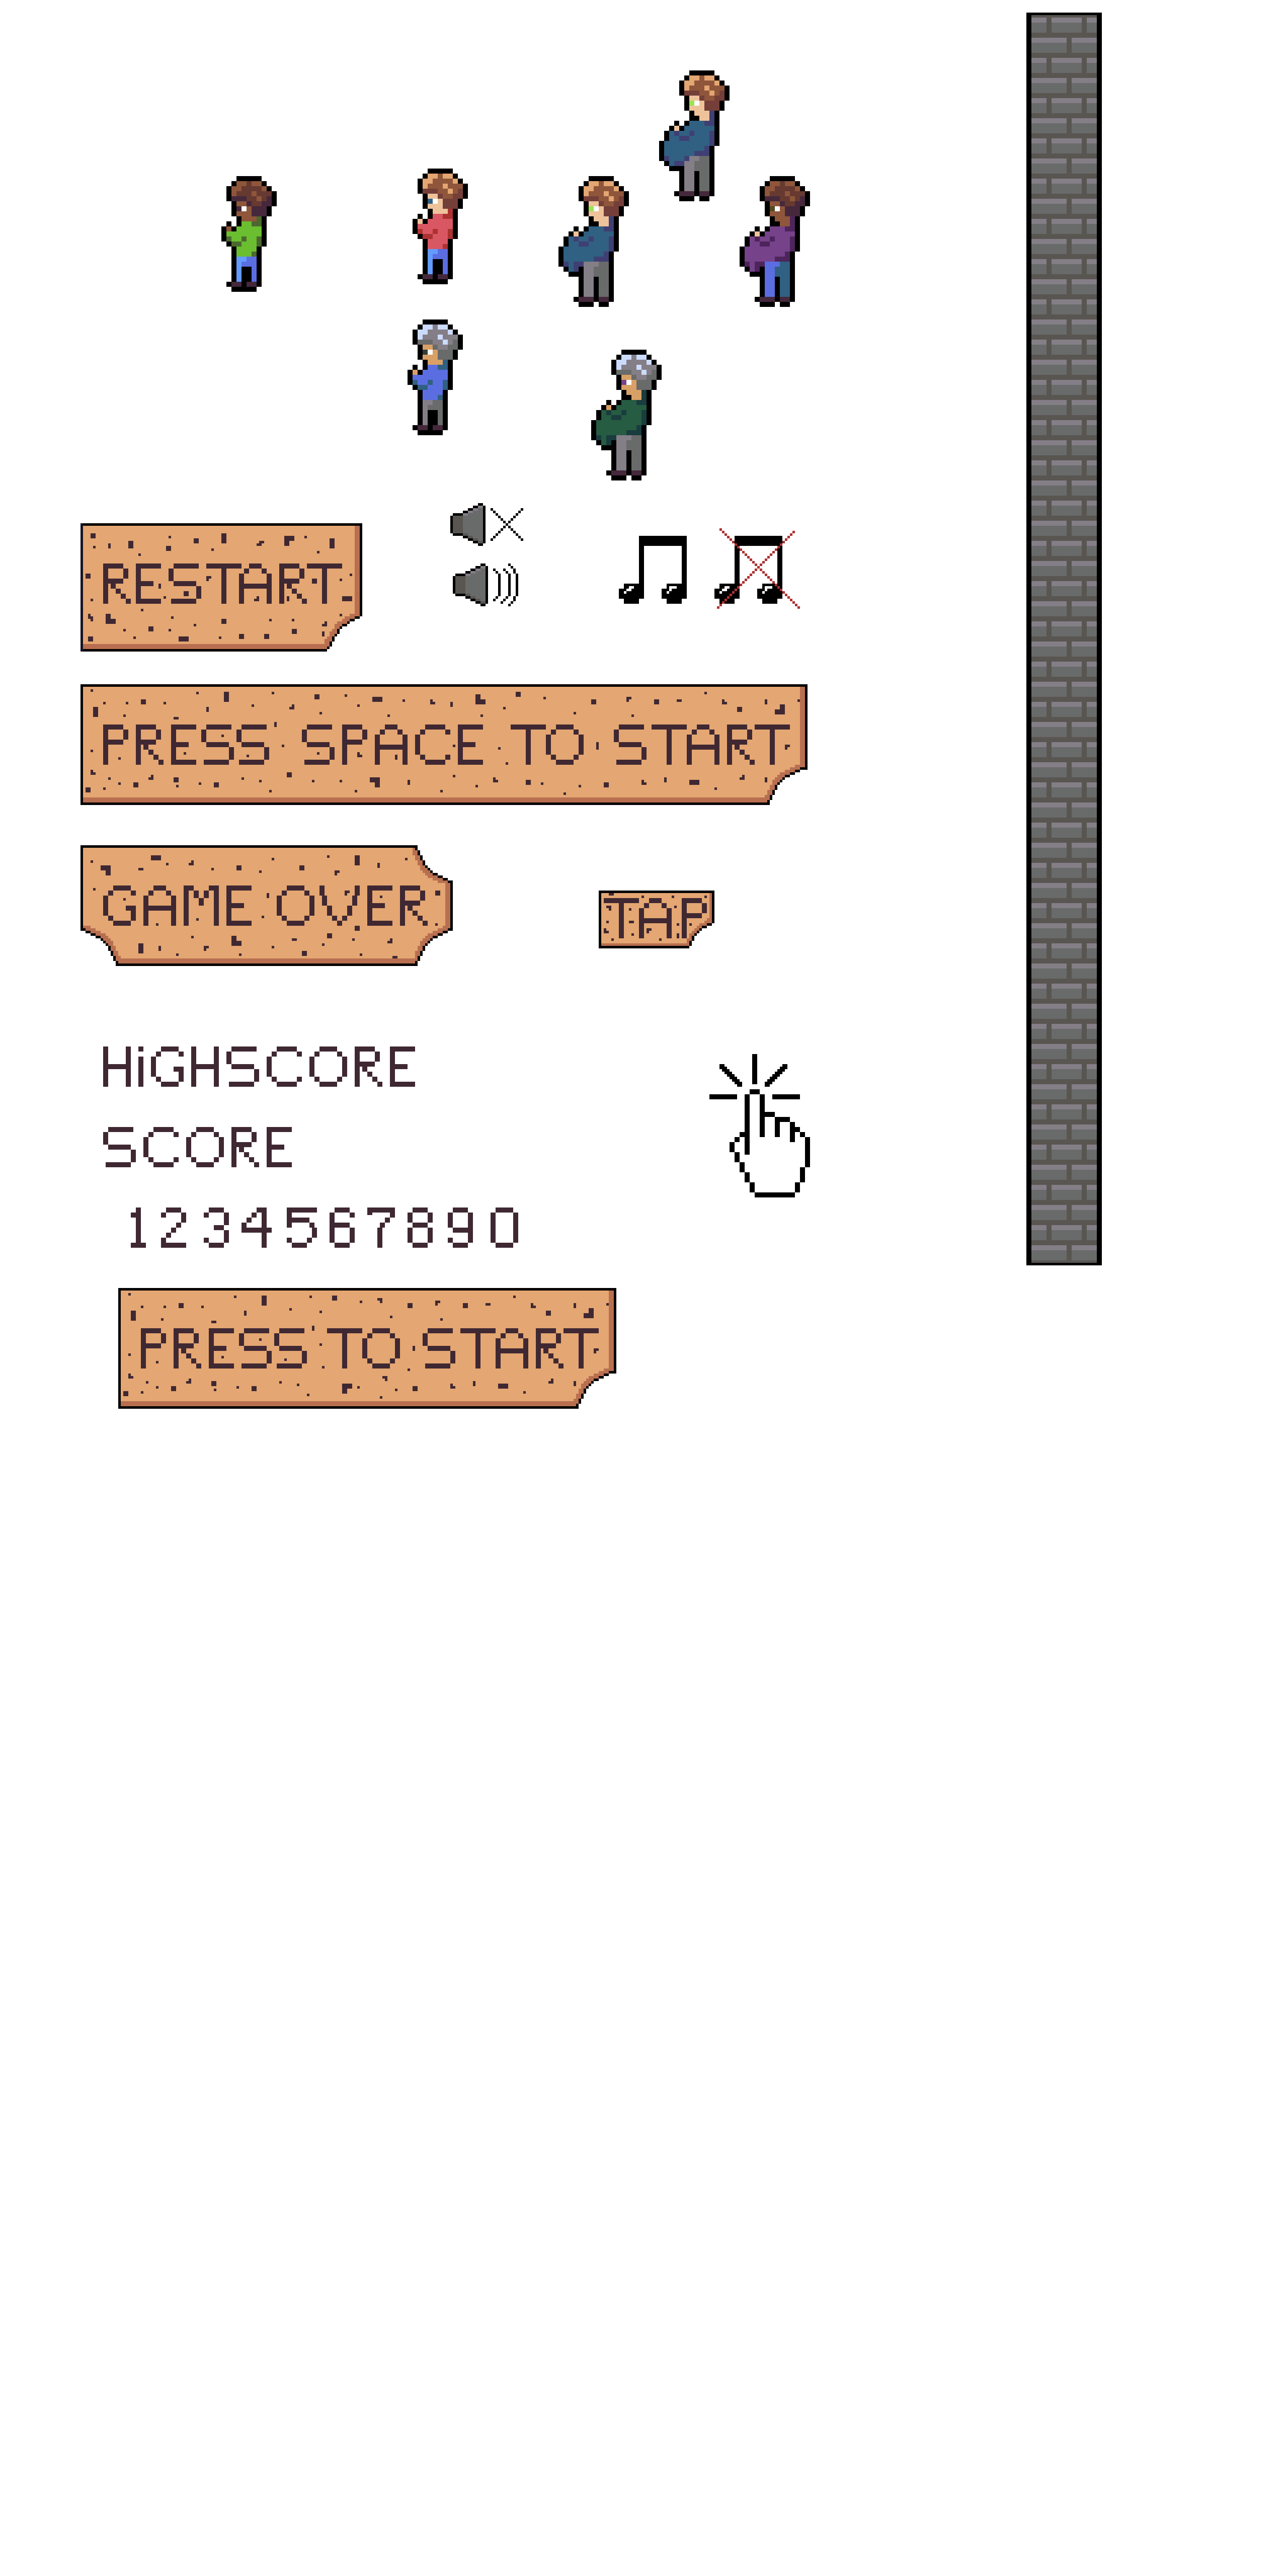 RESTART
PRESS SPACE TO START
GAME OVER
TAP
HiGHSCORE
SCORE
1234567890
PRESS TO START